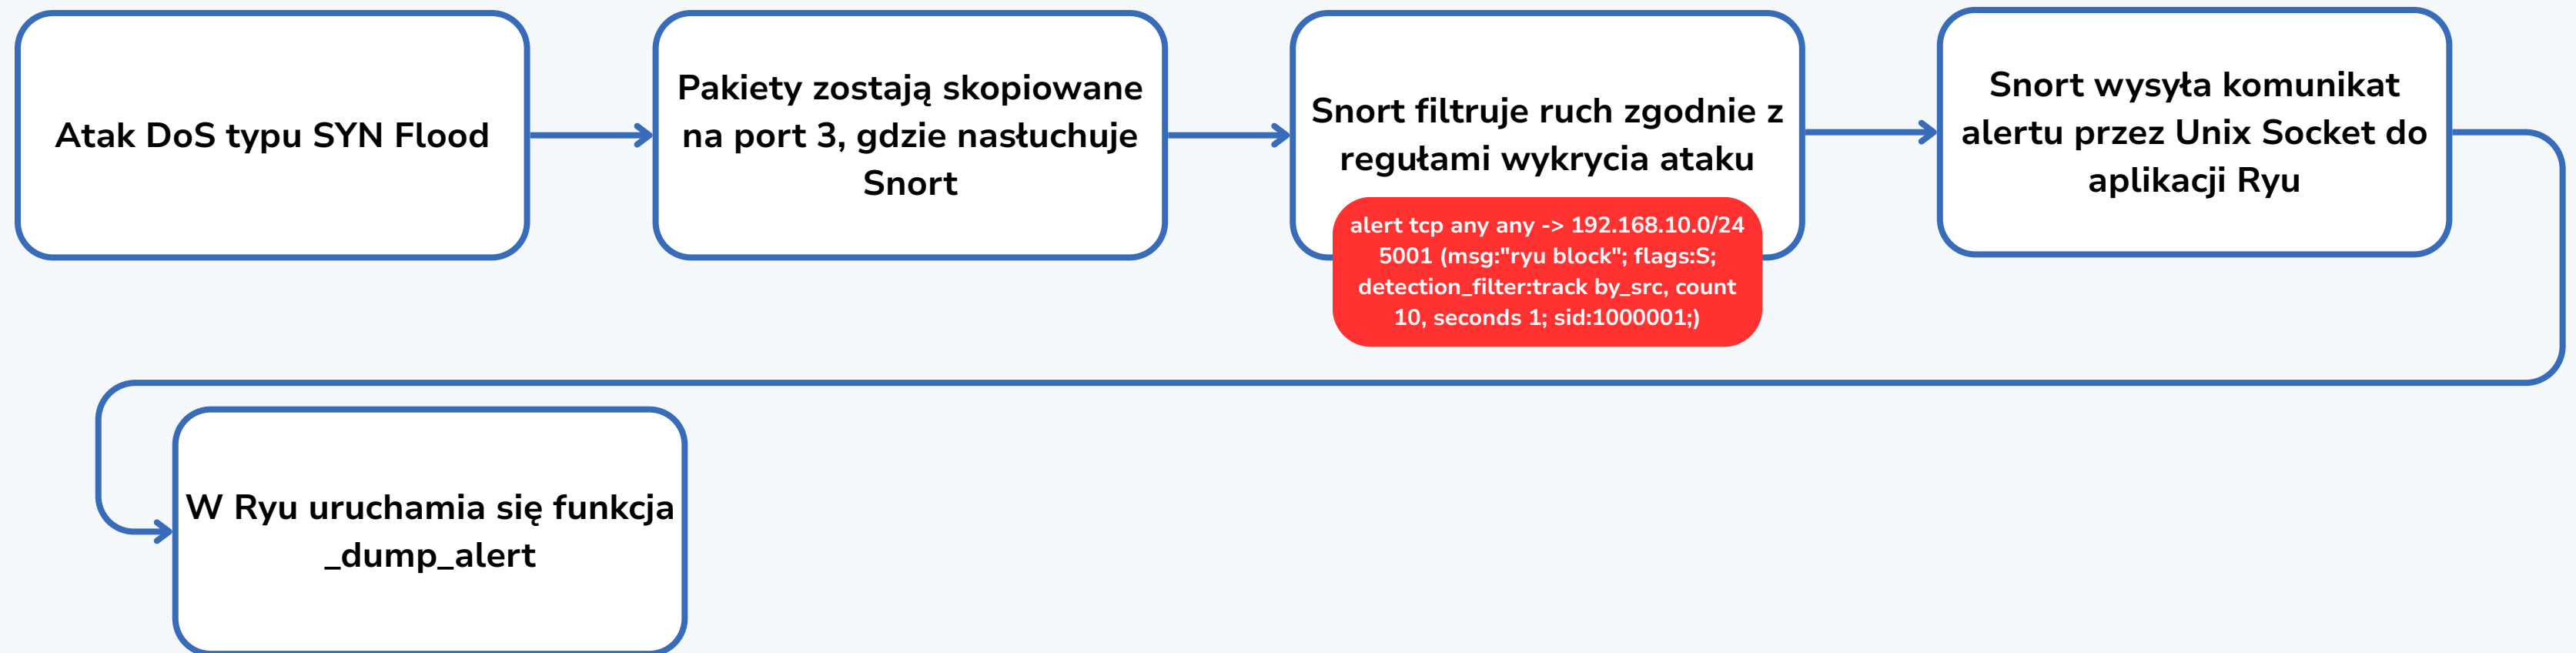 Atak DoS typu SYN Flood
Pakiety zostają skopiowane
na port 3, gdzie nasłuchuje
Snort
Snort filtruje ruch zgodnie z
regułami wykrycia ataku
alert tcp any any -> 192.168.10.0/24
5001 (msg:"ryu block"; flags:S;
detection_filter:track by_src, count
10, seconds 1; sid:1000001;)
Snort wysyła komunikat
alertu przez Unix Socket do
aplikacji Ryu
W Ryu uruchamia się funkcja
_dump_alert